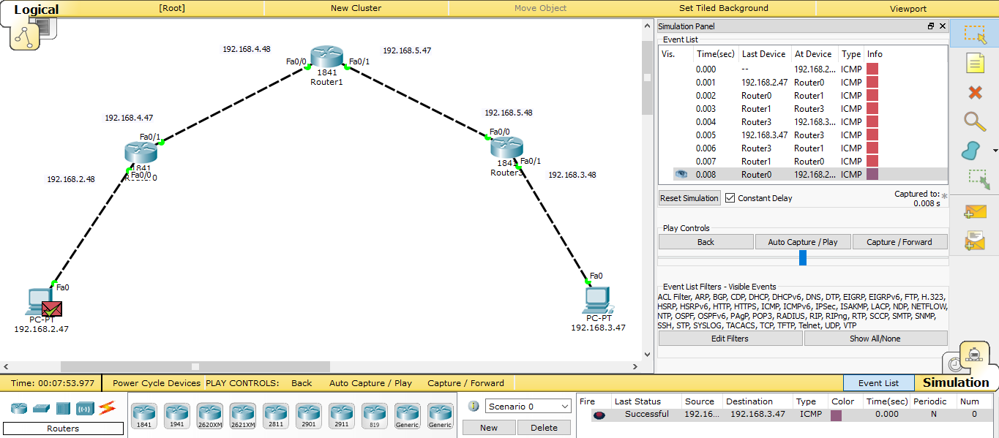 Logical [Root] New Cluster Move Object Set Tiled Background Viewport
192.168.4.48 192.168.5.47
Fa0/0 Fa0/1
1841
Router1
192.168.4.47
Fa0/1
1841
Fa0/0
192.168.2.48
192.168.5.48
Fa0/0
1841
Fa0/1
Router3
192.168.3.48
Fa0
PC-PT
192.168.2.47
Fa0
PC-PT
192.168.3.47
Simulation Panel
Event List
Vis. Time(sec) Last Device At Device Type Info
0.000 -- 192.168.2... ICMP
0.001 192.168.2.47 Router0 ICMP
0.002 Router0 Router1 ICMP
0.003 Router1 Router3 ICMP
0.004 Router3 192.168.3... ICMP
0.005 192.168.3.47 Router3 ICMP
0.006 Router3 Router1 ICMP
0.007 Router1 Router0 ICMP
0.008 Router0 192.168.2... ICMP
Reset Simulation Constant Delay Captured to: *
0.008 s
Play Controls
Back Auto Capture / Play Capture / Forward
Event List Filters - Visible Events
ACL Filter, ARP, BGP, CDP, DHCP, DHCPv6, DNS, DTP, EIGRP, EIGRPv6, FTP, H.323,
HSRP, HSRPv6, HTTP, HTTPS, ICMP, ICMPv6, IPSec, ISAKMP, LACP, NDP, NETFLOW,
NTP, OSPF, OSPFv6, PAgP, POP3, RADIUS, RIP, RIPng, RTP, SCCP, SMTP, SNMP,
SSH, STP, SYSLOG, TACACS, TCP, TFTP, Telnet, UDP, VTP
Edit Filters Show All/None
Time: 00:07:53.977 Power Cycle Devices PLAY CONTROLS: Back Auto Capture / Play Capture / Forward Event List Simulation
Routers
1841 1941 2620XM 2621XM 2811 2901 2911 819 Generic Generic
Scenario 0
New Delete
Fire Last Status Source Destination Type Color Time(sec) Periodic Num
Successful 192.16... 192.168.3.47 ICMP 0.000 N 0